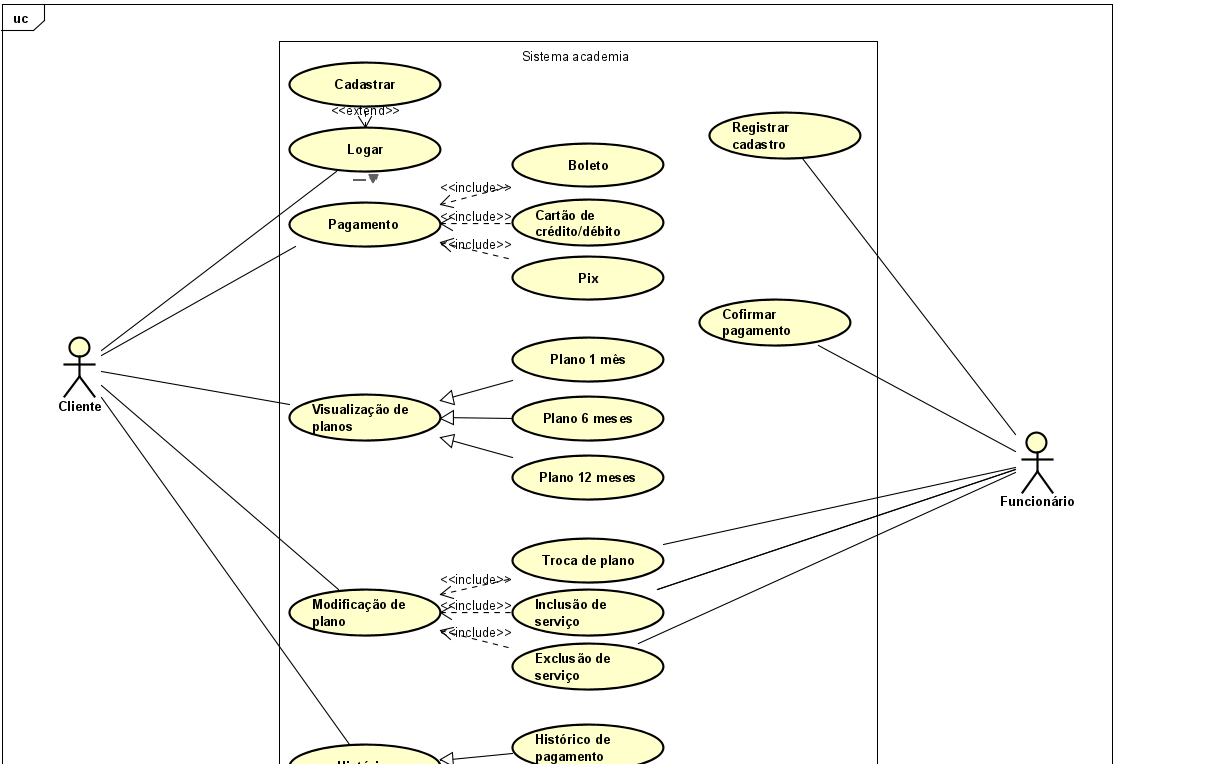 uc
Sistema academia
Cadastrar
<<extend>>
Logar
Registrar
cadastro
Boleto
<<include>>
Pagamento
<<include>>
Cartão de
crédito/débito
<<include>>
Pix
Cofirmar
pagamento
Plano 1 mês
Cliente
Visualização de
planos
Plano 6 meses
Plano 12 meses
Funcionário
Troca de plano
<<include>>
Modificação de
plano
<<include>>
Inclusão de
serviço
<<include>>
Exclusão de
serviço
Histórico de
pagamento